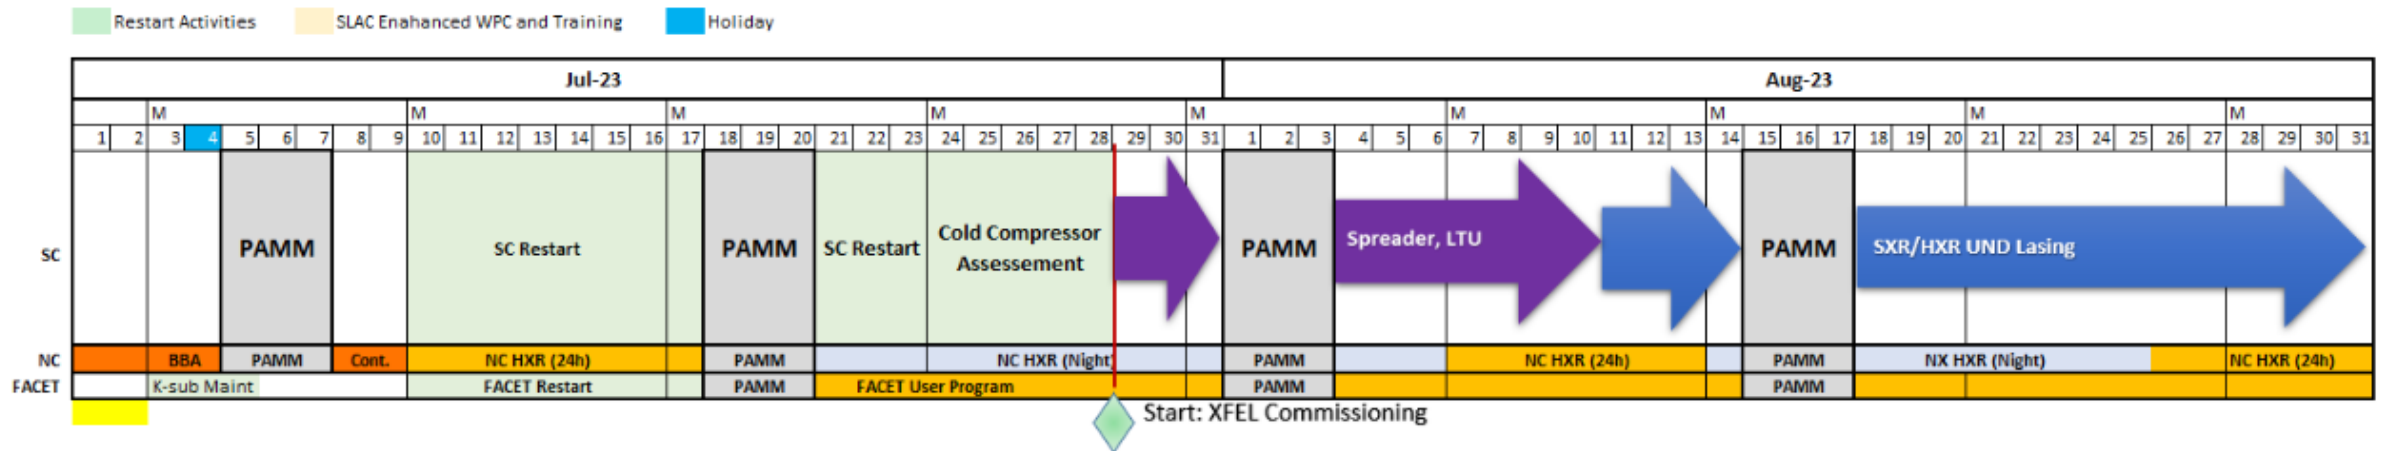 Restart Activities SLAC Enahanced WPC and Training Holiday
Jul-23 Aug-23
M M M M M M M M M
1 2 3 4 5 6 7 8 9 10 11 12 13 14 15 16 17 18 19 20 21 22 23 24 25 26 27 28 29 30 31 1 2 3 4 5 6 7 8 9 10 11 12 13 14 15 16 17 18 19 20 21 22 23 24 25 26 27 28 29 30 31
SC PAMM SC Restart PAMM SC Restart Cold Compressor
Assessement PAMM Spreader, LTU PAMM SXR/HXR UND Lasing
NC BBA PAMM Cont. NC HXR (24h) PAMM NC HXR (Night) PAMM NC HXR (24h) PAMM NX HXR (Night) NC HXR (24h)
FACET K-sub Maint FACET Restart PAMM FACET User Program PAMM PAMM
Start: XFEL Commissioning